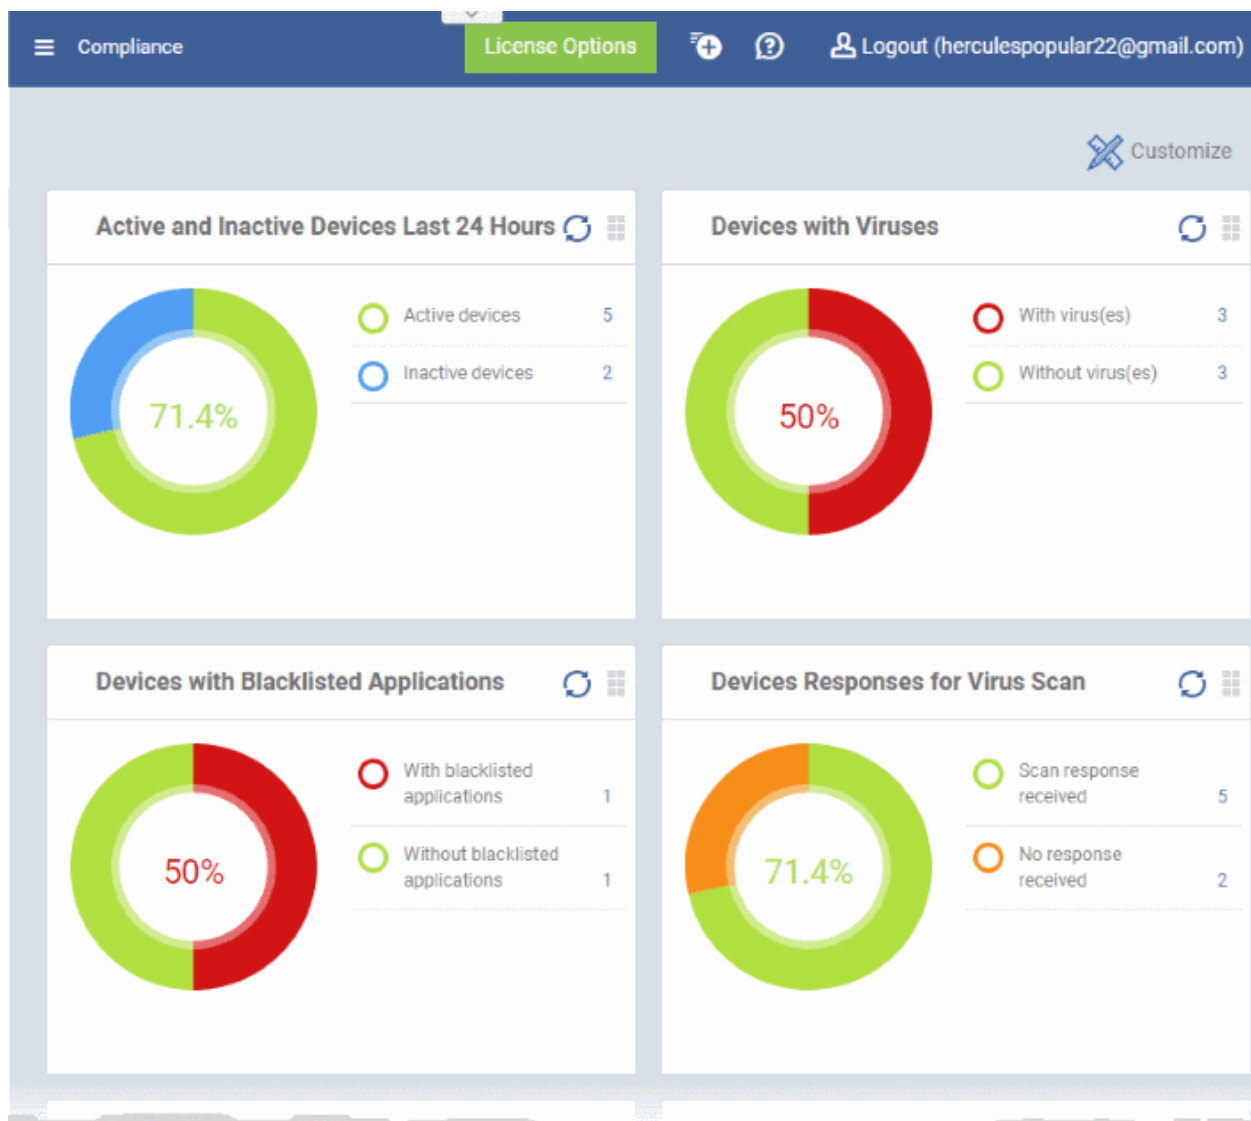 Compliance
License Options
Logout (herculespopular22@gmail.com)
Customize
Active and Inactive Devices Last 24 Hours
71.4%
Active devices 5
Inactive devices 2
Devices with Viruses
50%
With virus(es) 3
Without virus(es) 3
Devices with Blacklisted Applications
50%
With blacklisted
applications 1
Without blacklisted
applications 1
Devices Responses for Virus Scan
71.4%
Scan response
received 5
No response
received 2